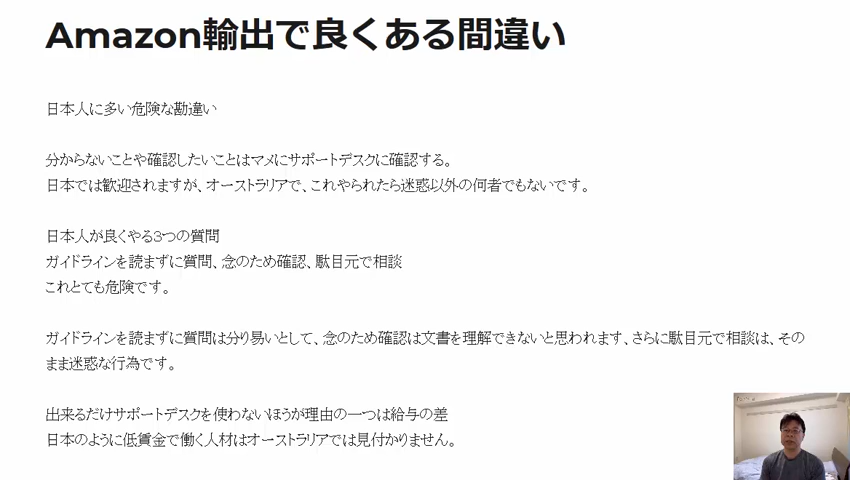 Amazon輸出で良くある間違い
日本人に多い危険な勘違い
分からないことや確認したいことはマメにサポートデスクに確認する。
日本では歓迎されますが、オーストラリアで、これやられたら迷惑以外の何者でもないです。
日本人が良くやる3つの質問
ガイドラインを読まずに質問、念のため確認、駄目元で相談
これとても危険です。
ガイドラインを読まずに質問は分り易いとして、念のため確認は文書を理解できないと思われます、さらに駄目元で相談は、その
まま迷惑な行為です。
出来るだけサポートデスクを使わないほうが理由の一つは給与の差
日本のように低賃金で働く人材はオーストラリアでは見付かりません。